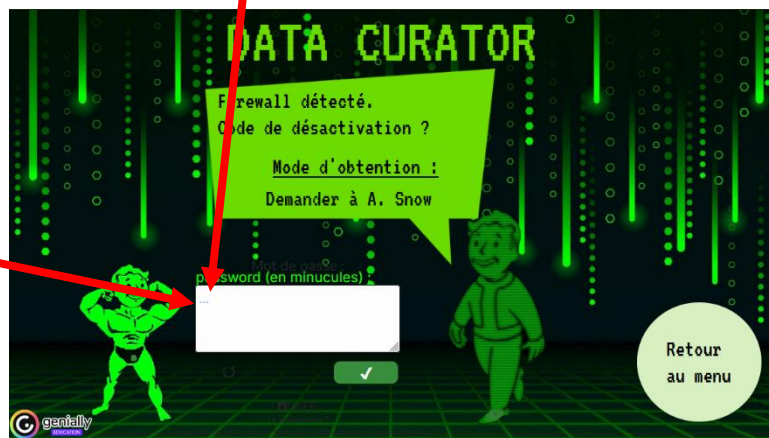 DATA CURATOR
Firewall détecté.
Code de désactivation ?
Mode d'obtention :
Demander à A. Snow
Mot de passe :
password (en minucules) :
...
Retour
au menu
genially
EDUCATION